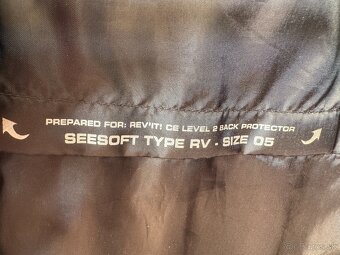 PREPARED FOR: REV'IT! CE LEVEL 2 BACK PROTECTOR
SEESOFT TYPE RV - SIZE 05